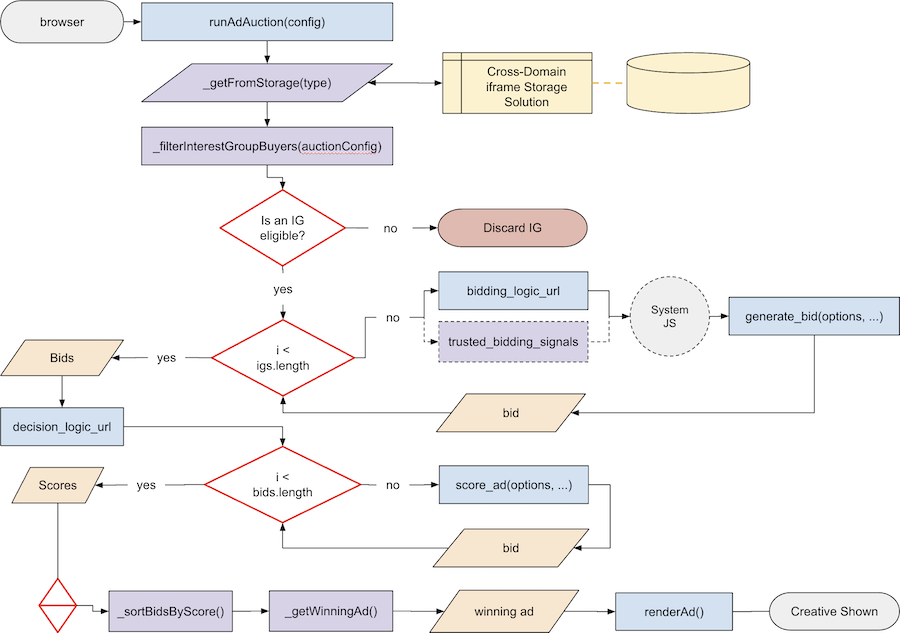 browser
runAdAuction(config)
_getFromStorage(type)
Cross-Domain
iframe Storage
Solution
_filterInterestGroupBuyers(auctionConfig)
Is an IG
eligible?
no
Discard IG
yes
bidding_logic_url
no
System
JS
generate_bid(options, ...)
trusted_bidding_signals
i <
igs.length
yes
Bids
bid
decision_logic_url
i <
bids.length
yes
Scores
no
score_ad(options, ...)
bid
_sortBidsByScore()
_getWinningAd()
winning ad
renderAd()
Creative Shown